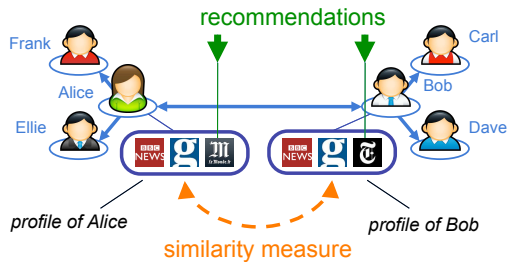 recommendations
Frank
Carl
Alice
Bob
Ellie
Dave
BBC
NEWS
g
M
BBC
NEWS
g
T
profile of Alice
profile of Bob
similarity measure